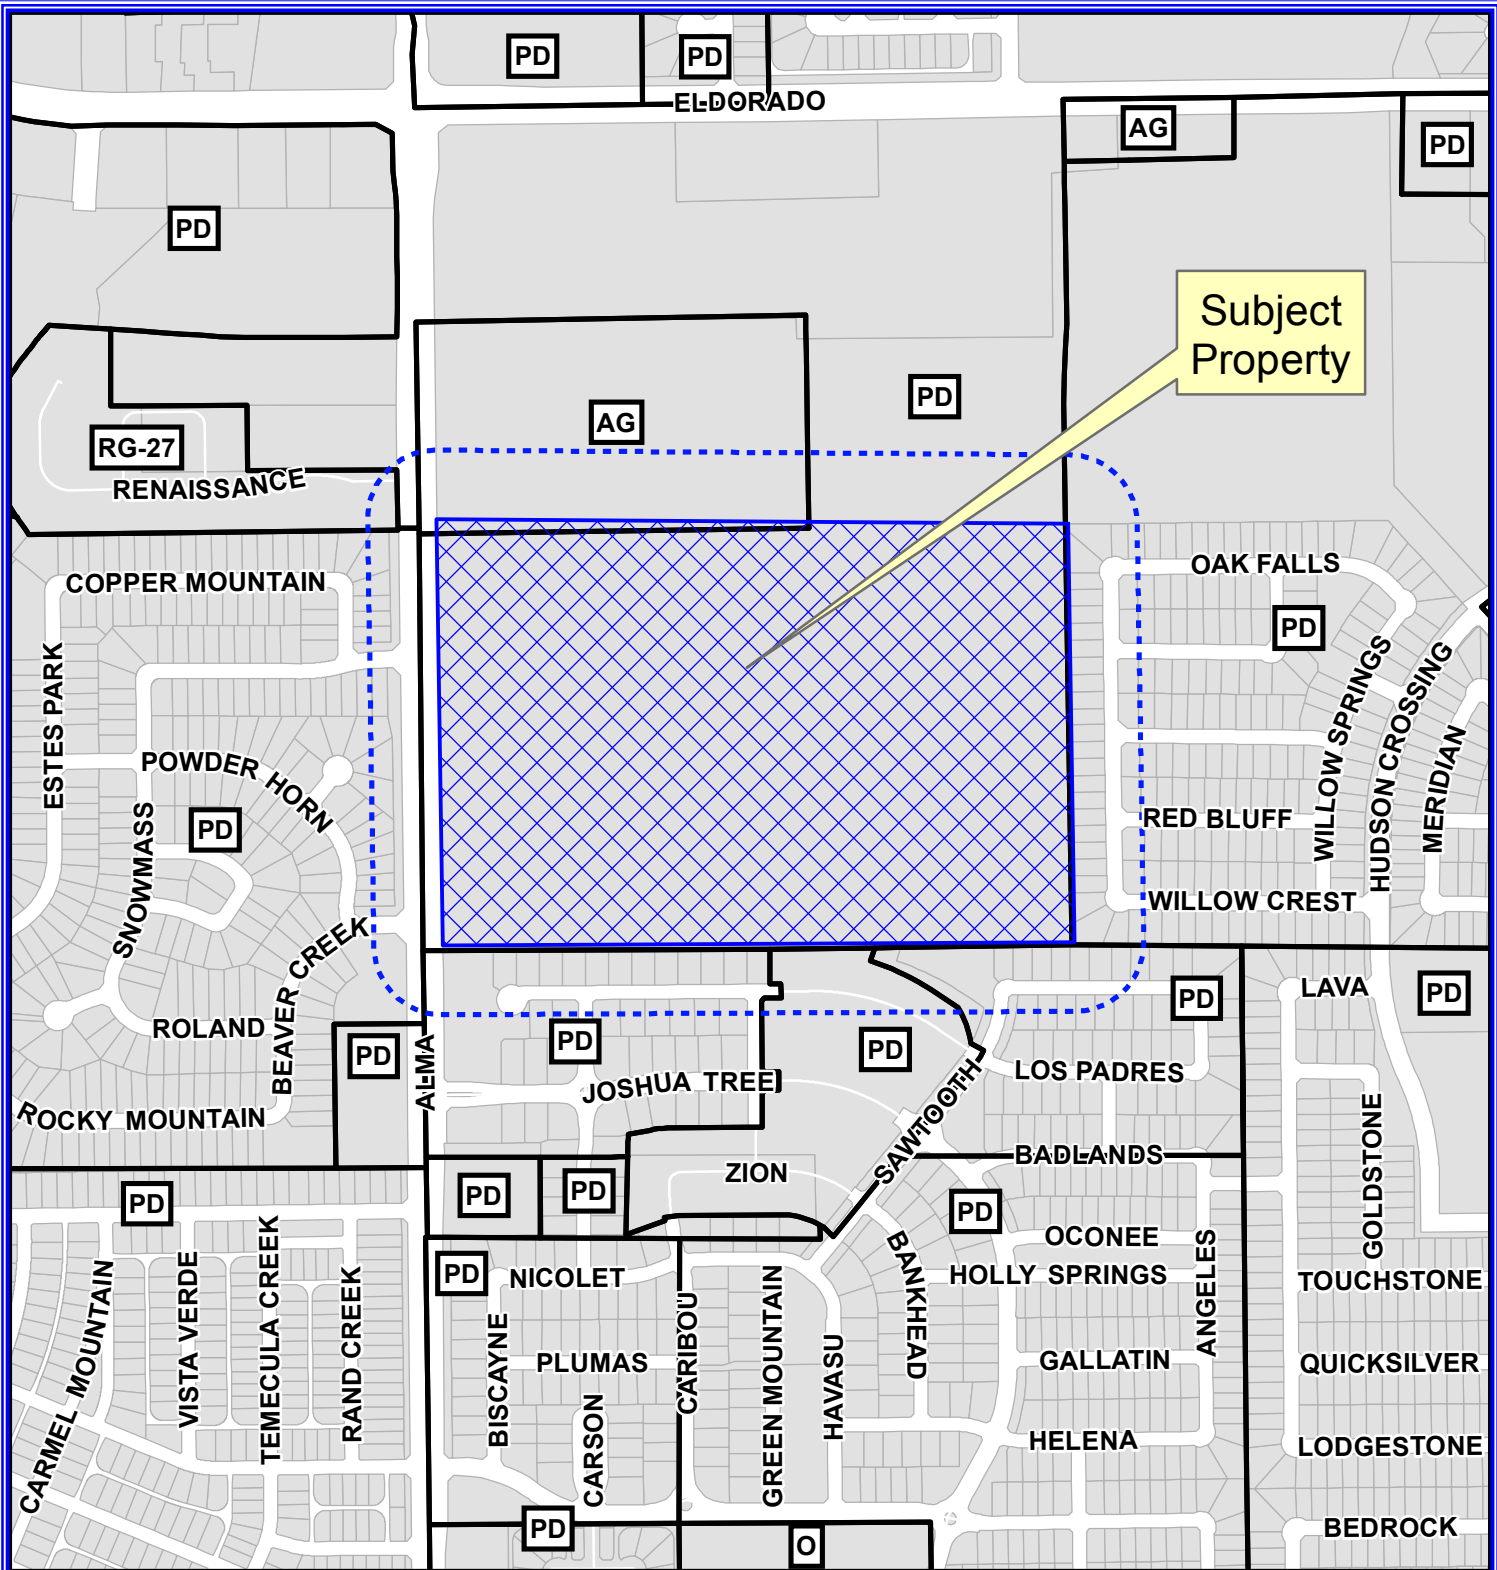 PD
PD
ELDORADO
AG
PD
PD
Subject
Property
PD
AG
RG-27
RENAISSANCE
COPPER MOUNTAIN
OAK FALLS
PD
ESTES PARK
WILLOW SPRINGS
HUDSON CROSSING
MERIDIAN
POWDER HORN
PD
SNOWMASS
RED BLUFF
WILLOW CREST
BEAVER CREEK
LAVA
PD
PD
ROLAND
PD
PD
PD
ALMA
JOSHUA TREE
LOS PADRES
SAWTOOTH
ROCKY MOUNTAIN
GOLDSTONE
BADLANDS
ZION
PD
PD
PD
PD
OCONEE
ANGELES
BANKHEAD
PD
NICOLET
HOLLY SPRINGS
TOUCHSTONE
CARMEL MOUNTAIN
VISTA VERDE
TEMECULA CREEK
RAND CREEK
BISCAYNE
PLUMAS
CARIBOU
GREEN MOUNTAIN
HAVASU
GALLATIN
QUICKSILVER
CARSON
HELENA
LODGESTONE
PD
O
BEDROCK